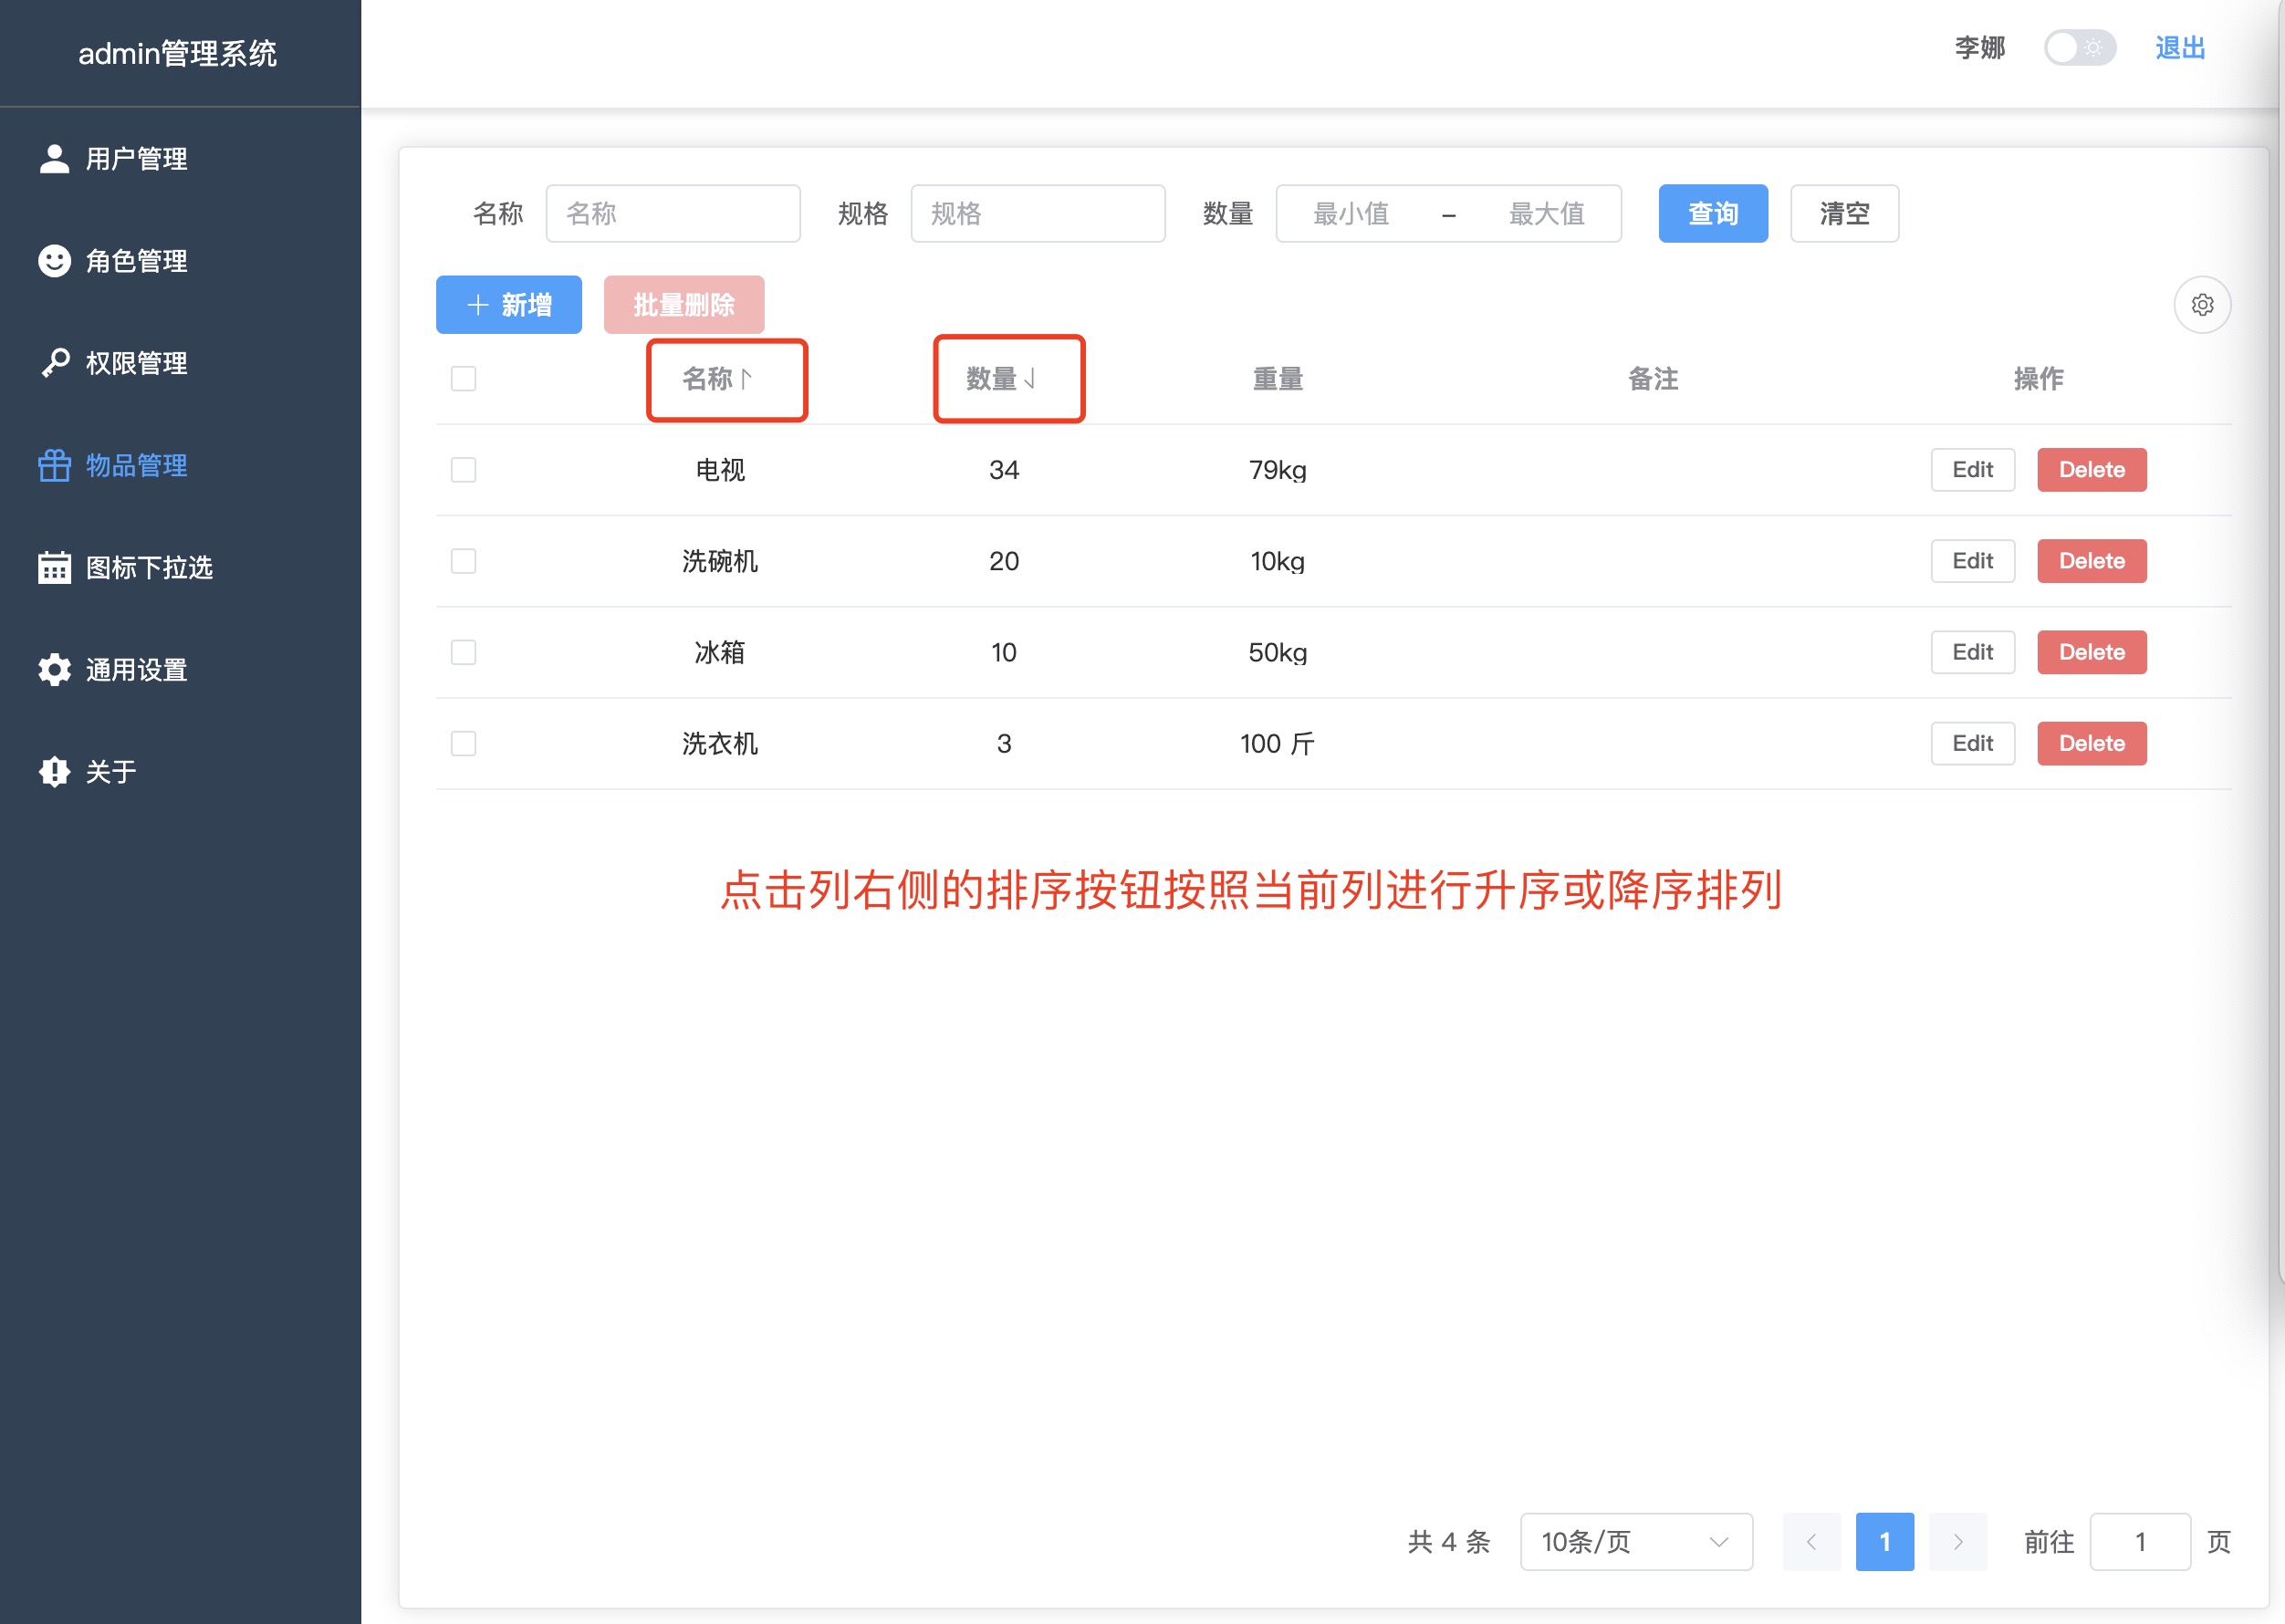 admin管理系统
李娜 退出
用户管理
角色管理
权限管理
物品管理
图标下拉选
通用设置
关于
名称 名称 规格 规格 数量 最小值 - 最大值 查询 清空
新增 批量删除
名称 数量 重量 备注 操作
电视 34 79kg Edit Delete
洗碗机 20 10kg Edit Delete
冰箱 10 50kg Edit Delete
洗衣机 3 100 斤 Edit Delete
点击列右侧的排序按钮按照当前列进行升序或降序排列
共 4 条 10条/页 1 前往 1 页